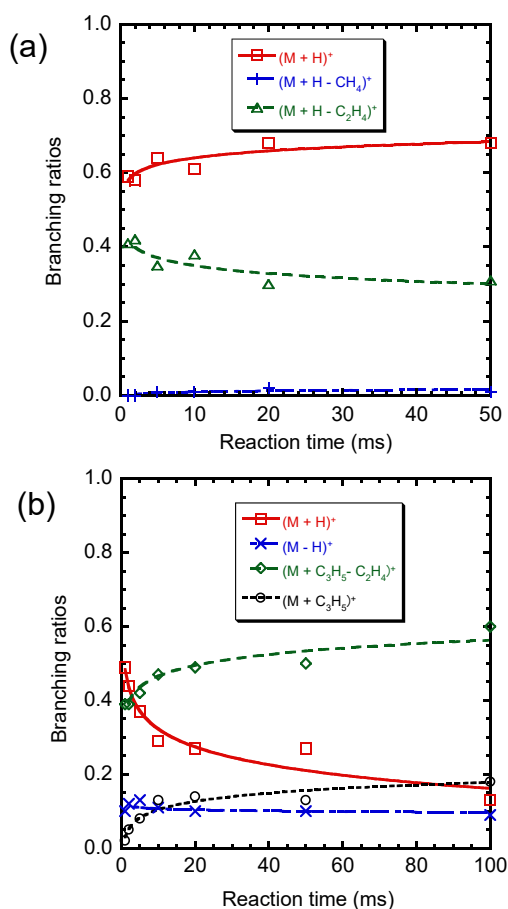 (a)
1.0
0.8
0.6
0.4
0.2
0.0
Branching ratios
(M + H)⁺
(M + H - CH₄)⁺
(M + H - C₂H₄)⁺
0 10 20 30 40 50
Reaction time (ms)
(b)
1.0
0.8
0.6
0.4
0.2
0.0
Branching ratios
(M + H)⁺
(M - H)⁺
(M + C₃H₅- C₂H₄)⁺
(M + C₃H₅)⁺
0 20 40 60 80 100
Reaction time (ms)